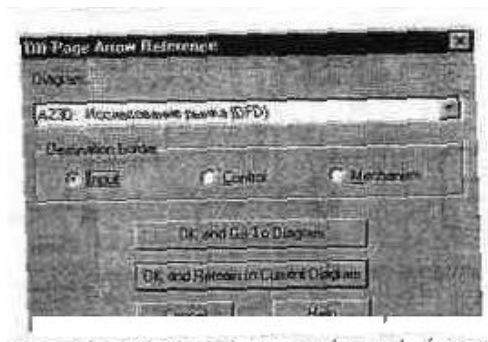 Off-Page Arrow Reference
Diagram:
A23D: Исследование рынка (DFD)
Destination border
Input Control Mechanism
OK and Go To Diagram
OK and Remain in Current Diagram
Cancel Help